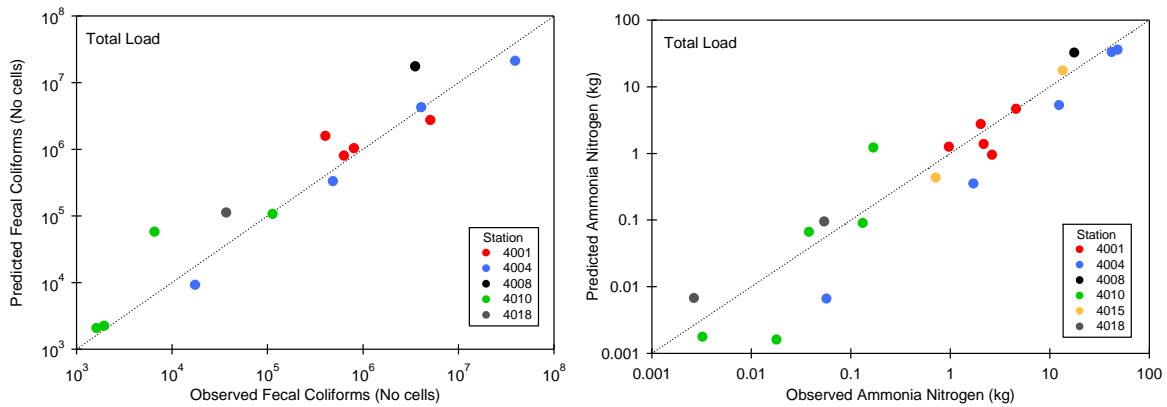 Total Load
Predicted Fecal Coliforms (No cells)
10^8
10^7
10^6
10^5
10^4
10^3
10^3 10^4 10^5 10^6 10^7 10^8
Observed Fecal Coliforms (No cells)
Station
4001
4004
4008
4010
4018
Total Load
Predicted Ammonia Nitrogen (kg)
100
10
1
0.1
0.01
0.001
0.001 0.01 0.1 1 10 100
Observed Ammonia Nitrogen (kg)
Station
4001
4004
4008
4010
4015
4018